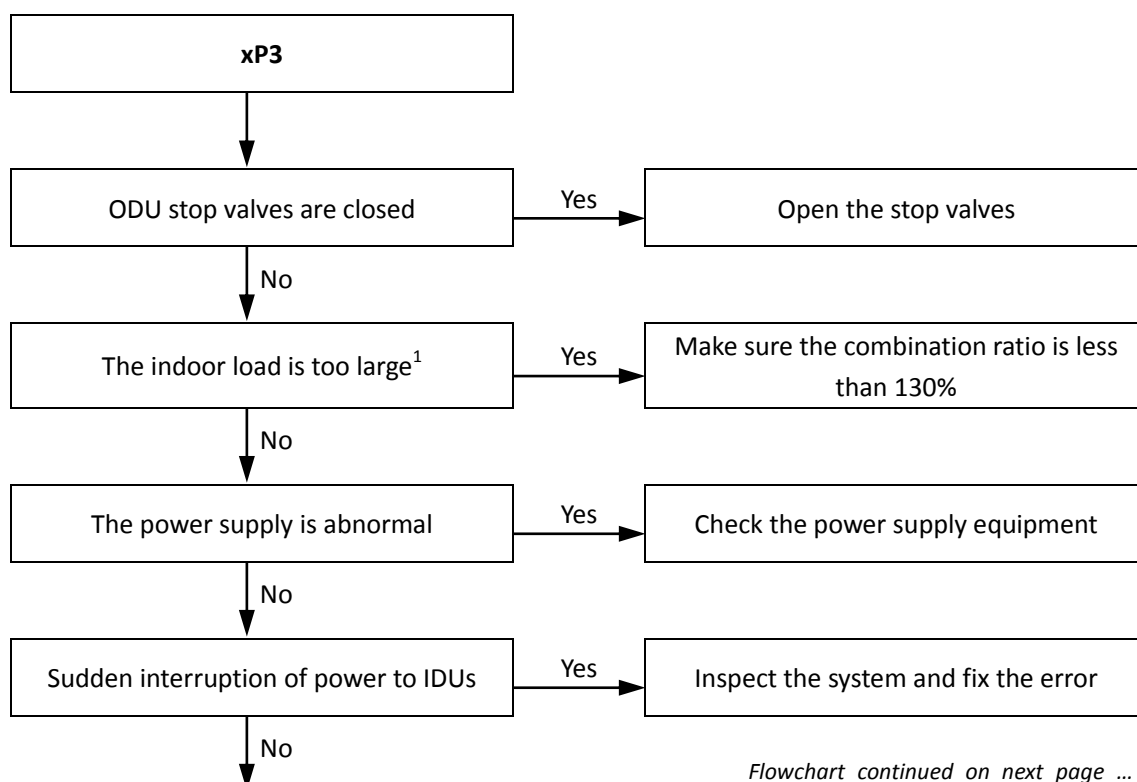 xP3
ODU stop valves are closed
Yes
Open the stop valves
No
The indoor load is too large1
Yes
Make sure the combination ratio is less
than 130%
No
The power supply is abnormal
Yes
Check the power supply equipment
No
Sudden interruption of power to IDUs
Yes
Inspect the system and fix the error
No
Flowchart continued on next page ...